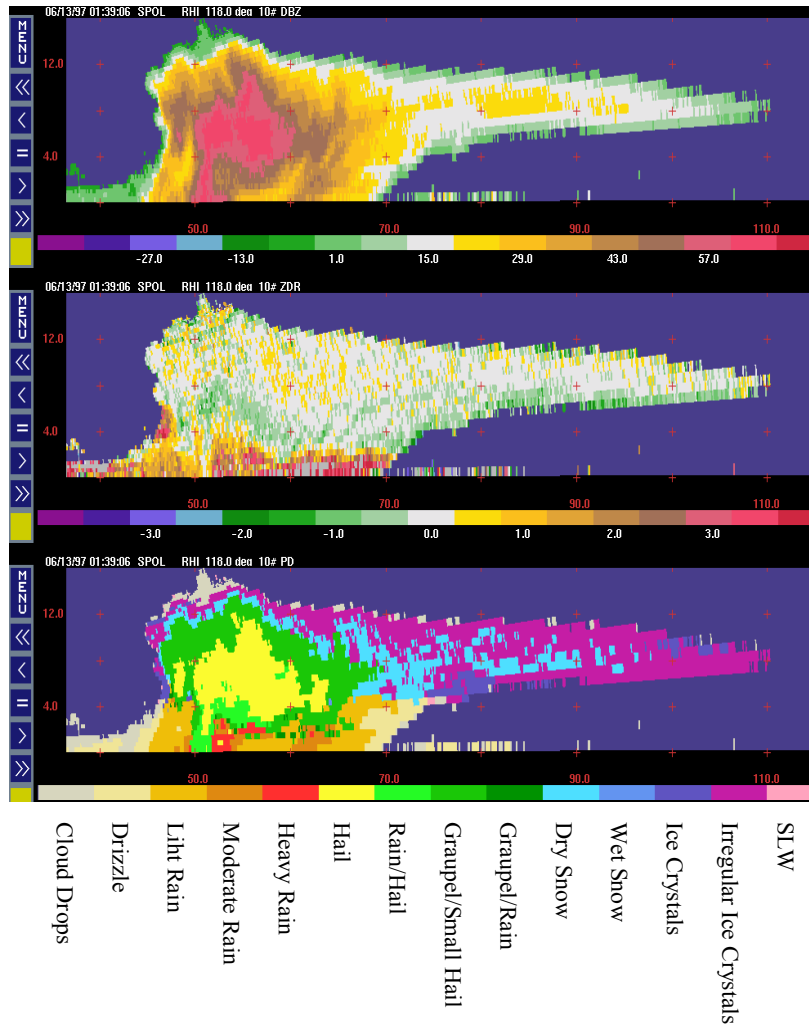 06/13/97 01:39:06 SPOL RHI 118.0 deg 10# DBZ
MENU
12.0
4.0
50.0 70.0 90.0 110.0
-27.0 -13.0 1.0 15.0 29.0 43.0 57.0
06/13/97 01:39:06 SPOL RHI 118.0 deg 10# ZDR
MENU
12.0
4.0
50.0 70.0 90.0 110.0
-3.0 -2.0 -1.0 0.0 1.0 2.0 3.0
06/13/97 01:39:06 SPOL RHI 118.0 deg 10# PD
MENU
12.0
4.0
50.0 70.0 90.0 110.0
Cloud Drops
Drizzle
Liht Rain
Moderate Rain
Heavy Rain
Hail
Rain/Hail
Graupel/Small Hail
Graupel/Rain
Dry Snow
Wet Snow
Ice Crystals
Irregular Ice Crystals
SLW